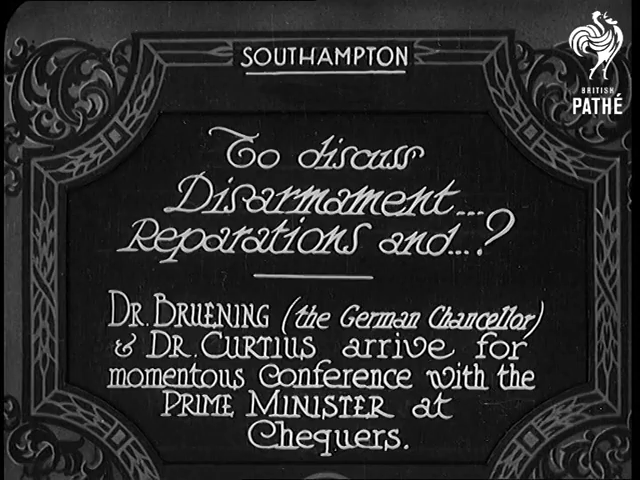 SOUTHAMPTON
BRITISH
PATHÉ
To discuss
Disarmament...
Reparations and...?
DR. BRUENING (the German Chancellor)
& DR. CURTIUS arrive for
momentous Conference with the
PRIME MINISTER at
Chequers.